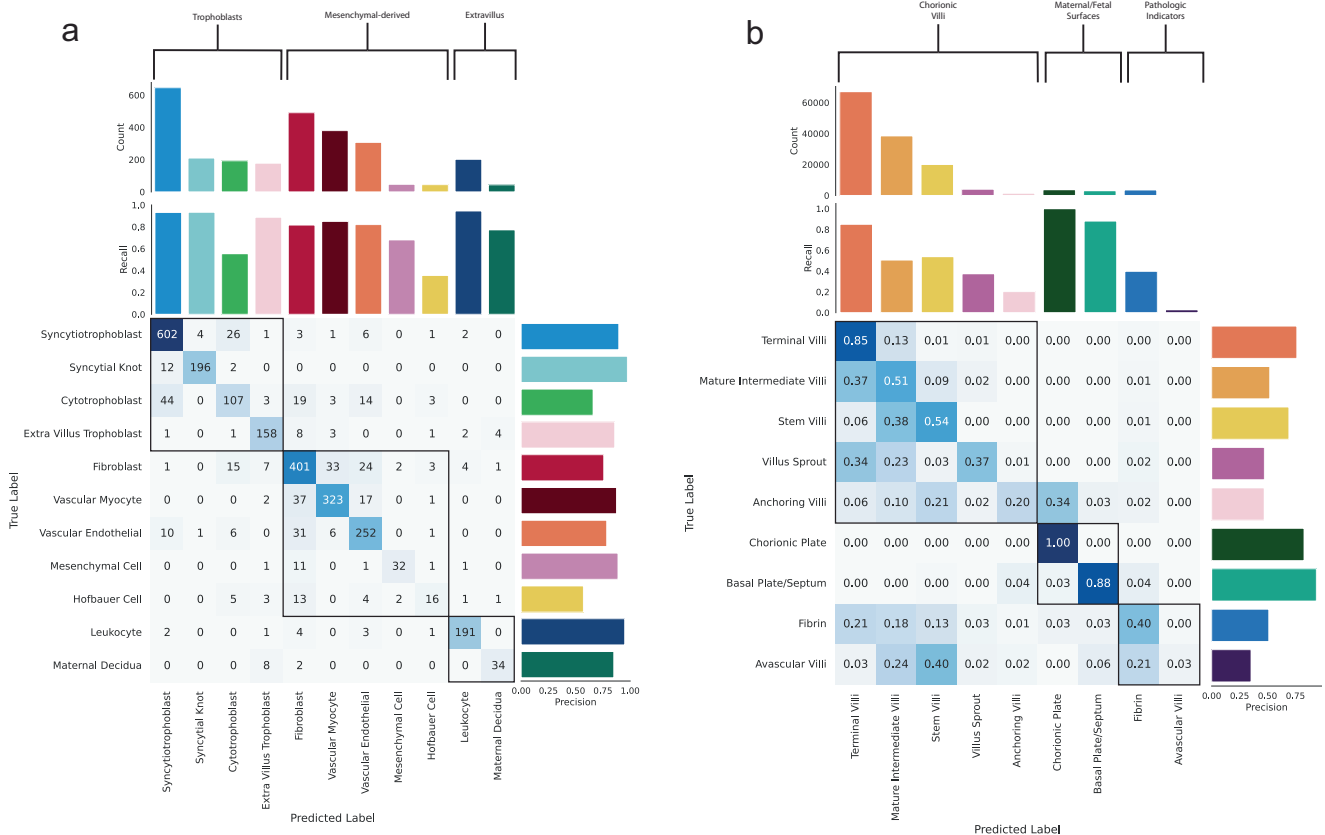 a
Trophoblasts
Mesenchymal-derived
Extravillus
600
400
200
0
Count
1.0
0.8
0.6
0.4
0.2
0.0
Recall
True Label
Syncytiotrophoblast 602 4 26 1 3 1 6 0 1 2 0
Syncytial Knot 12 196 2 0 0 0 0 0 0 0 0
Cytotrophoblast 44 0 107 3 19 3 14 0 3 0 0
Extra Villus Trophoblast 1 0 1 158 8 3 0 0 1 2 4
Fibroblast 1 0 15 7 401 33 24 2 3 4 1
Vascular Myocyte 0 0 0 2 37 323 17 0 1 0 0
Vascular Endothelial 10 1 6 0 31 6 252 0 1 0 0
Mesenchymal Cell 0 0 0 1 11 0 1 32 1 1 0
Hofbauer Cell 0 0 5 3 13 0 4 2 16 1 1
Leukocyte 2 0 0 1 4 0 3 0 1 191 0
Maternal Decidua 0 0 0 8 2 0 0 0 0 0 34
0.00 0.25 0.50 0.75 1.00
Precision
Syncytiotrophoblast
Syncytial Knot
Cytotrophoblast
Extra Villus Trophoblast
Fibroblast
Vascular Myocyte
Vascular Endothelial
Mesenchymal Cell
Hofbauer Cell
Leukocyte
Maternal Decidua
Predicted Label
b
Chorionic
Villi
Maternal/Fetal
Surfaces
Pathologic
Indicators
60000
40000
20000
0
Count
1.0
0.8
0.6
0.4
0.2
0.0
Recall
True Label
Terminal Villi 0.85 0.13 0.01 0.01 0.00 0.00 0.00 0.00 0.00
Mature Intermediate Villi 0.37 0.51 0.09 0.02 0.00 0.00 0.00 0.01 0.00
Stem Villi 0.06 0.38 0.54 0.00 0.00 0.00 0.00 0.01 0.00
Villus Sprout 0.34 0.23 0.03 0.37 0.01 0.00 0.00 0.02 0.00
Anchoring Villi 0.06 0.10 0.21 0.02 0.20 0.34 0.03 0.02 0.00
Chorionic Plate 0.00 0.00 0.00 0.00 0.00 1.00 0.00 0.00 0.00
Basal Plate/Septum 0.00 0.00 0.00 0.00 0.04 0.03 0.88 0.04 0.00
Fibrin 0.21 0.18 0.13 0.03 0.01 0.03 0.03 0.40 0.00
Avascular Villi 0.03 0.24 0.40 0.02 0.02 0.00 0.06 0.21 0.03
0.00 0.25 0.50 0.75
Precision
Terminal Villi
Mature Intermediate Villi
Stem Villi
Villus Sprout
Anchoring Villi
Chorionic Plate
Basal Plate/Septum
Fibrin
Avascular Villi
Predicted Label